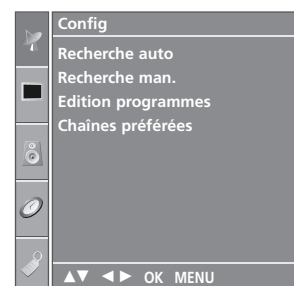 Config
Recherche auto
Recherche man.
Edition programmes
Chaînes préférées
▲▼ ◄► OK MENU